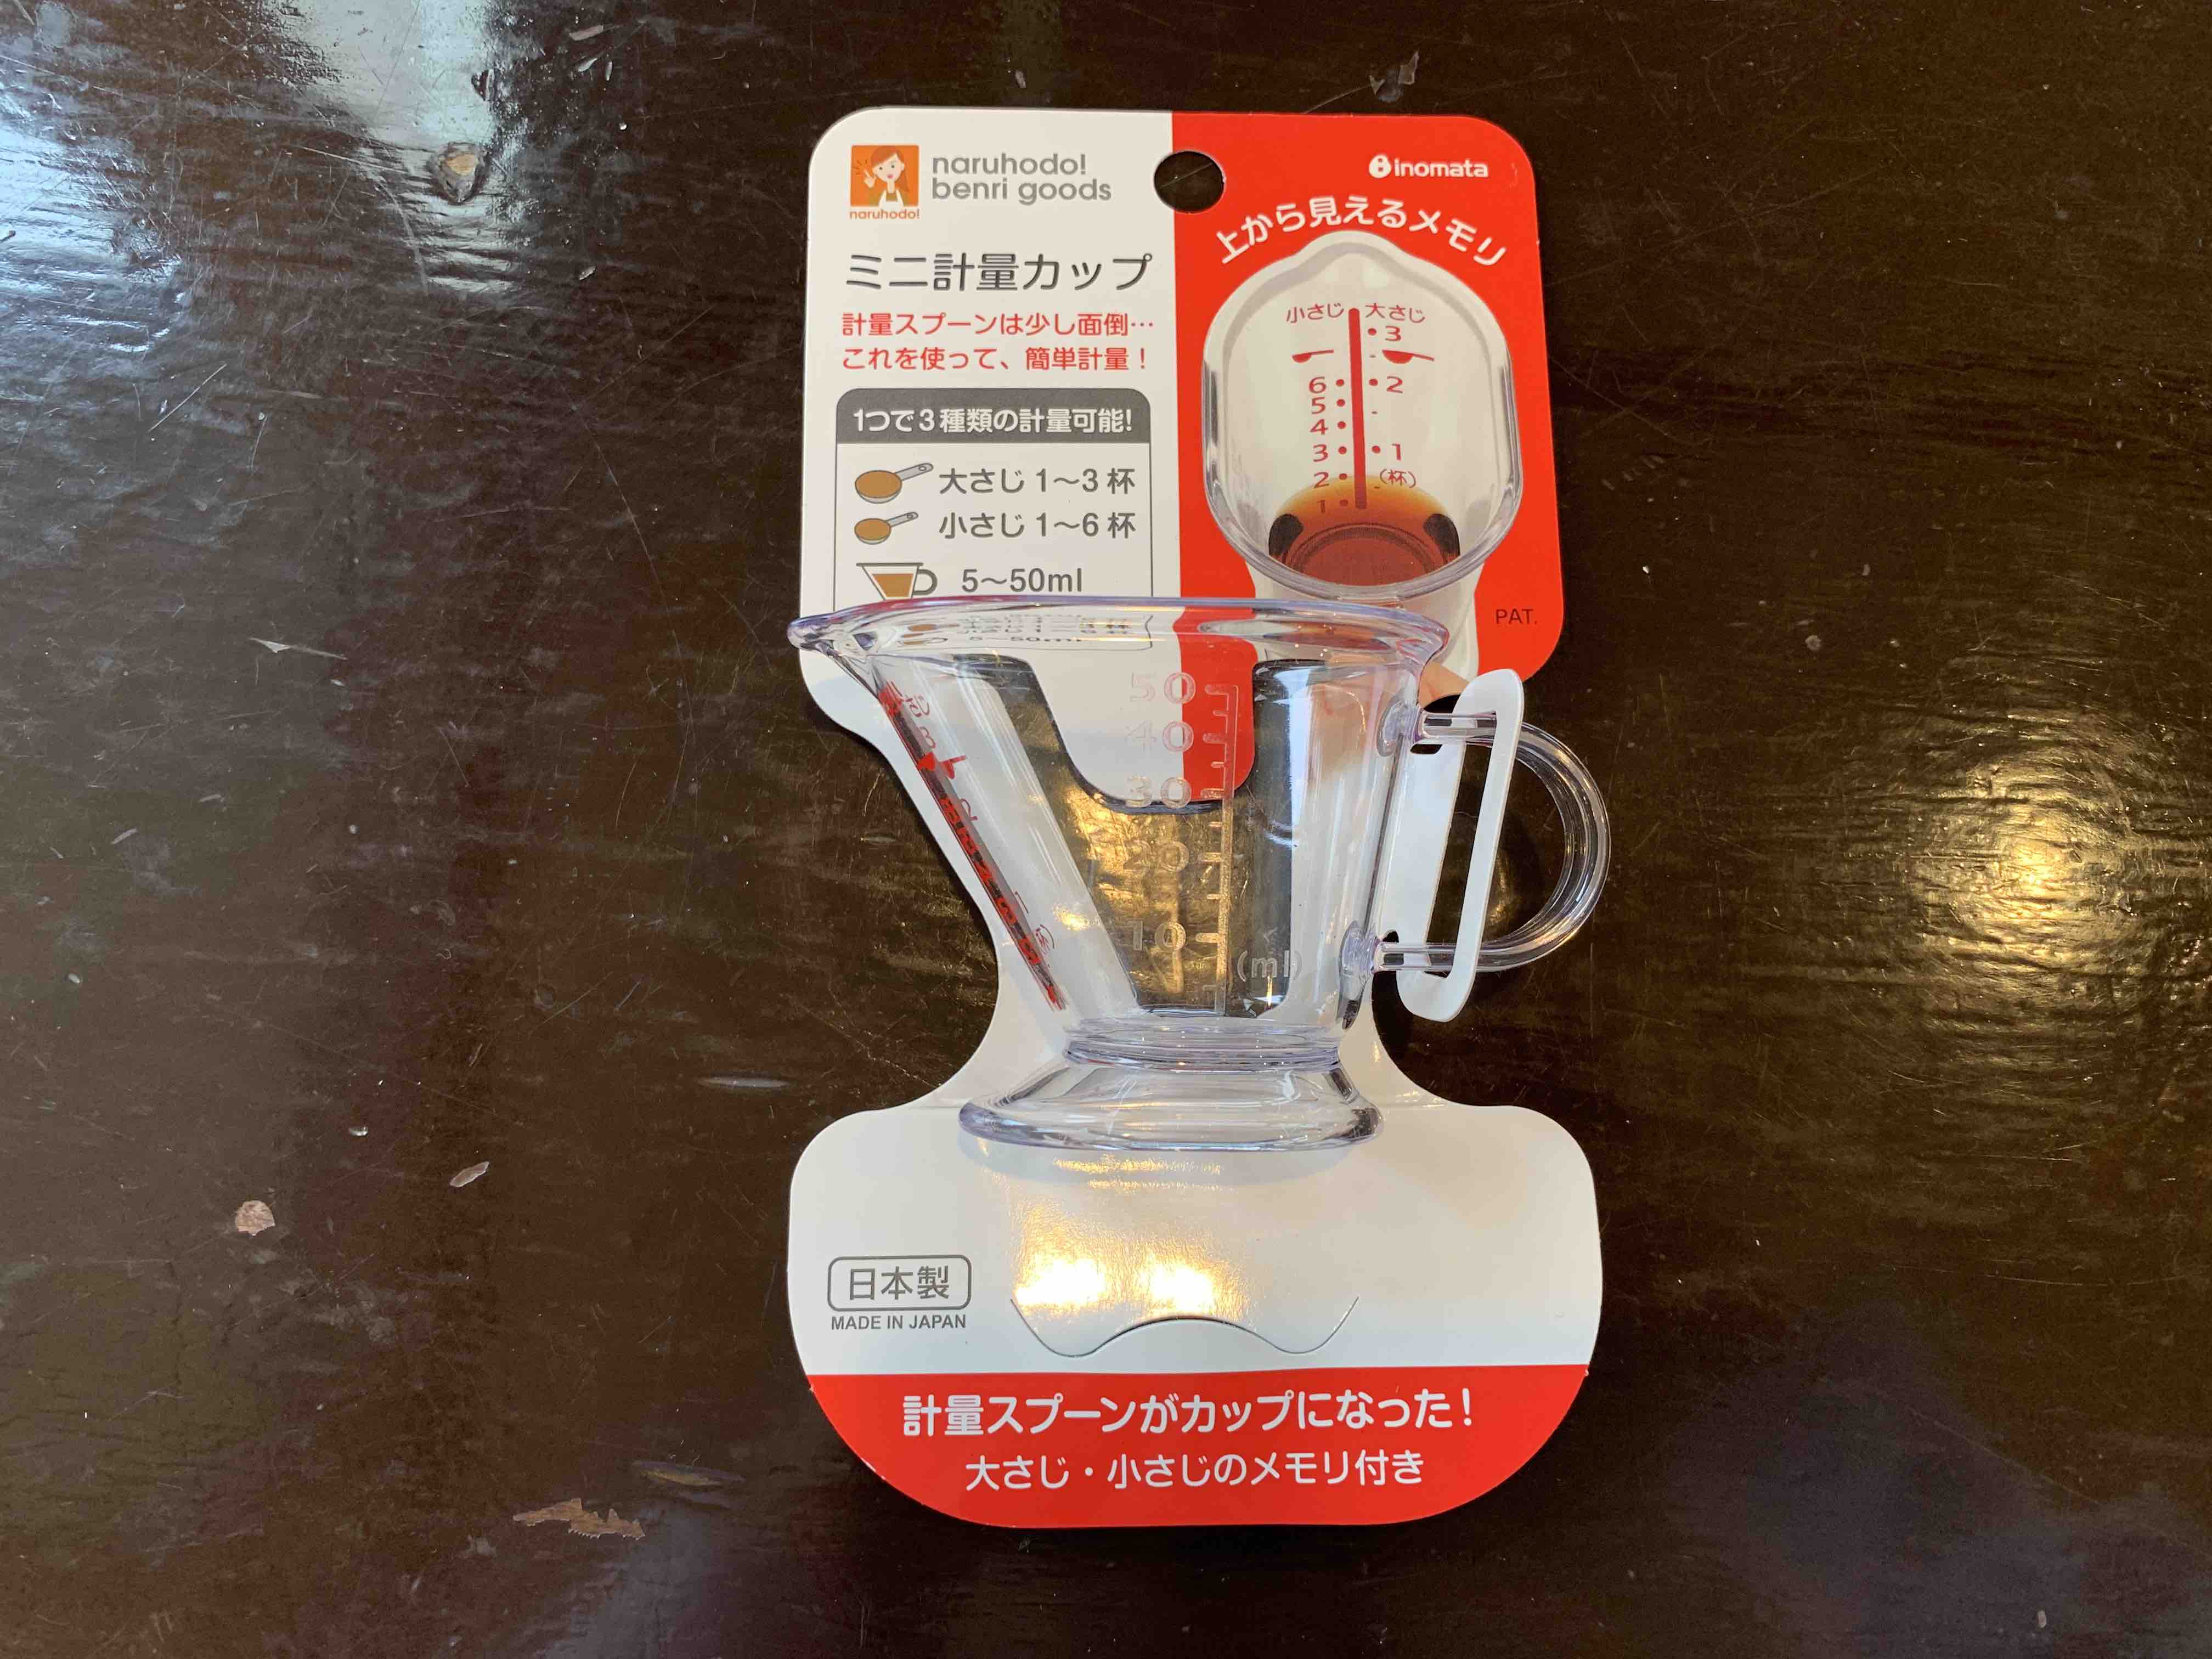 naruhodo!
benri goods
naruhodo!
ミニ計量カップ
計量スプーンは少し面倒…
これを使って、簡単計量！
1つで3種類の計量可能!
大さじ 1〜3 杯
小さじ 1〜6 杯
5〜50ml
inomata
上から見えるメモリ
小さじ 大さじ
3
6 2
5
4
3 1
2 (杯)
1
PAT.
50
40
30
20
10
(ml)
日本製
MADE IN JAPAN
計量スプーンがカップになった！
大さじ・小さじのメモリ付き